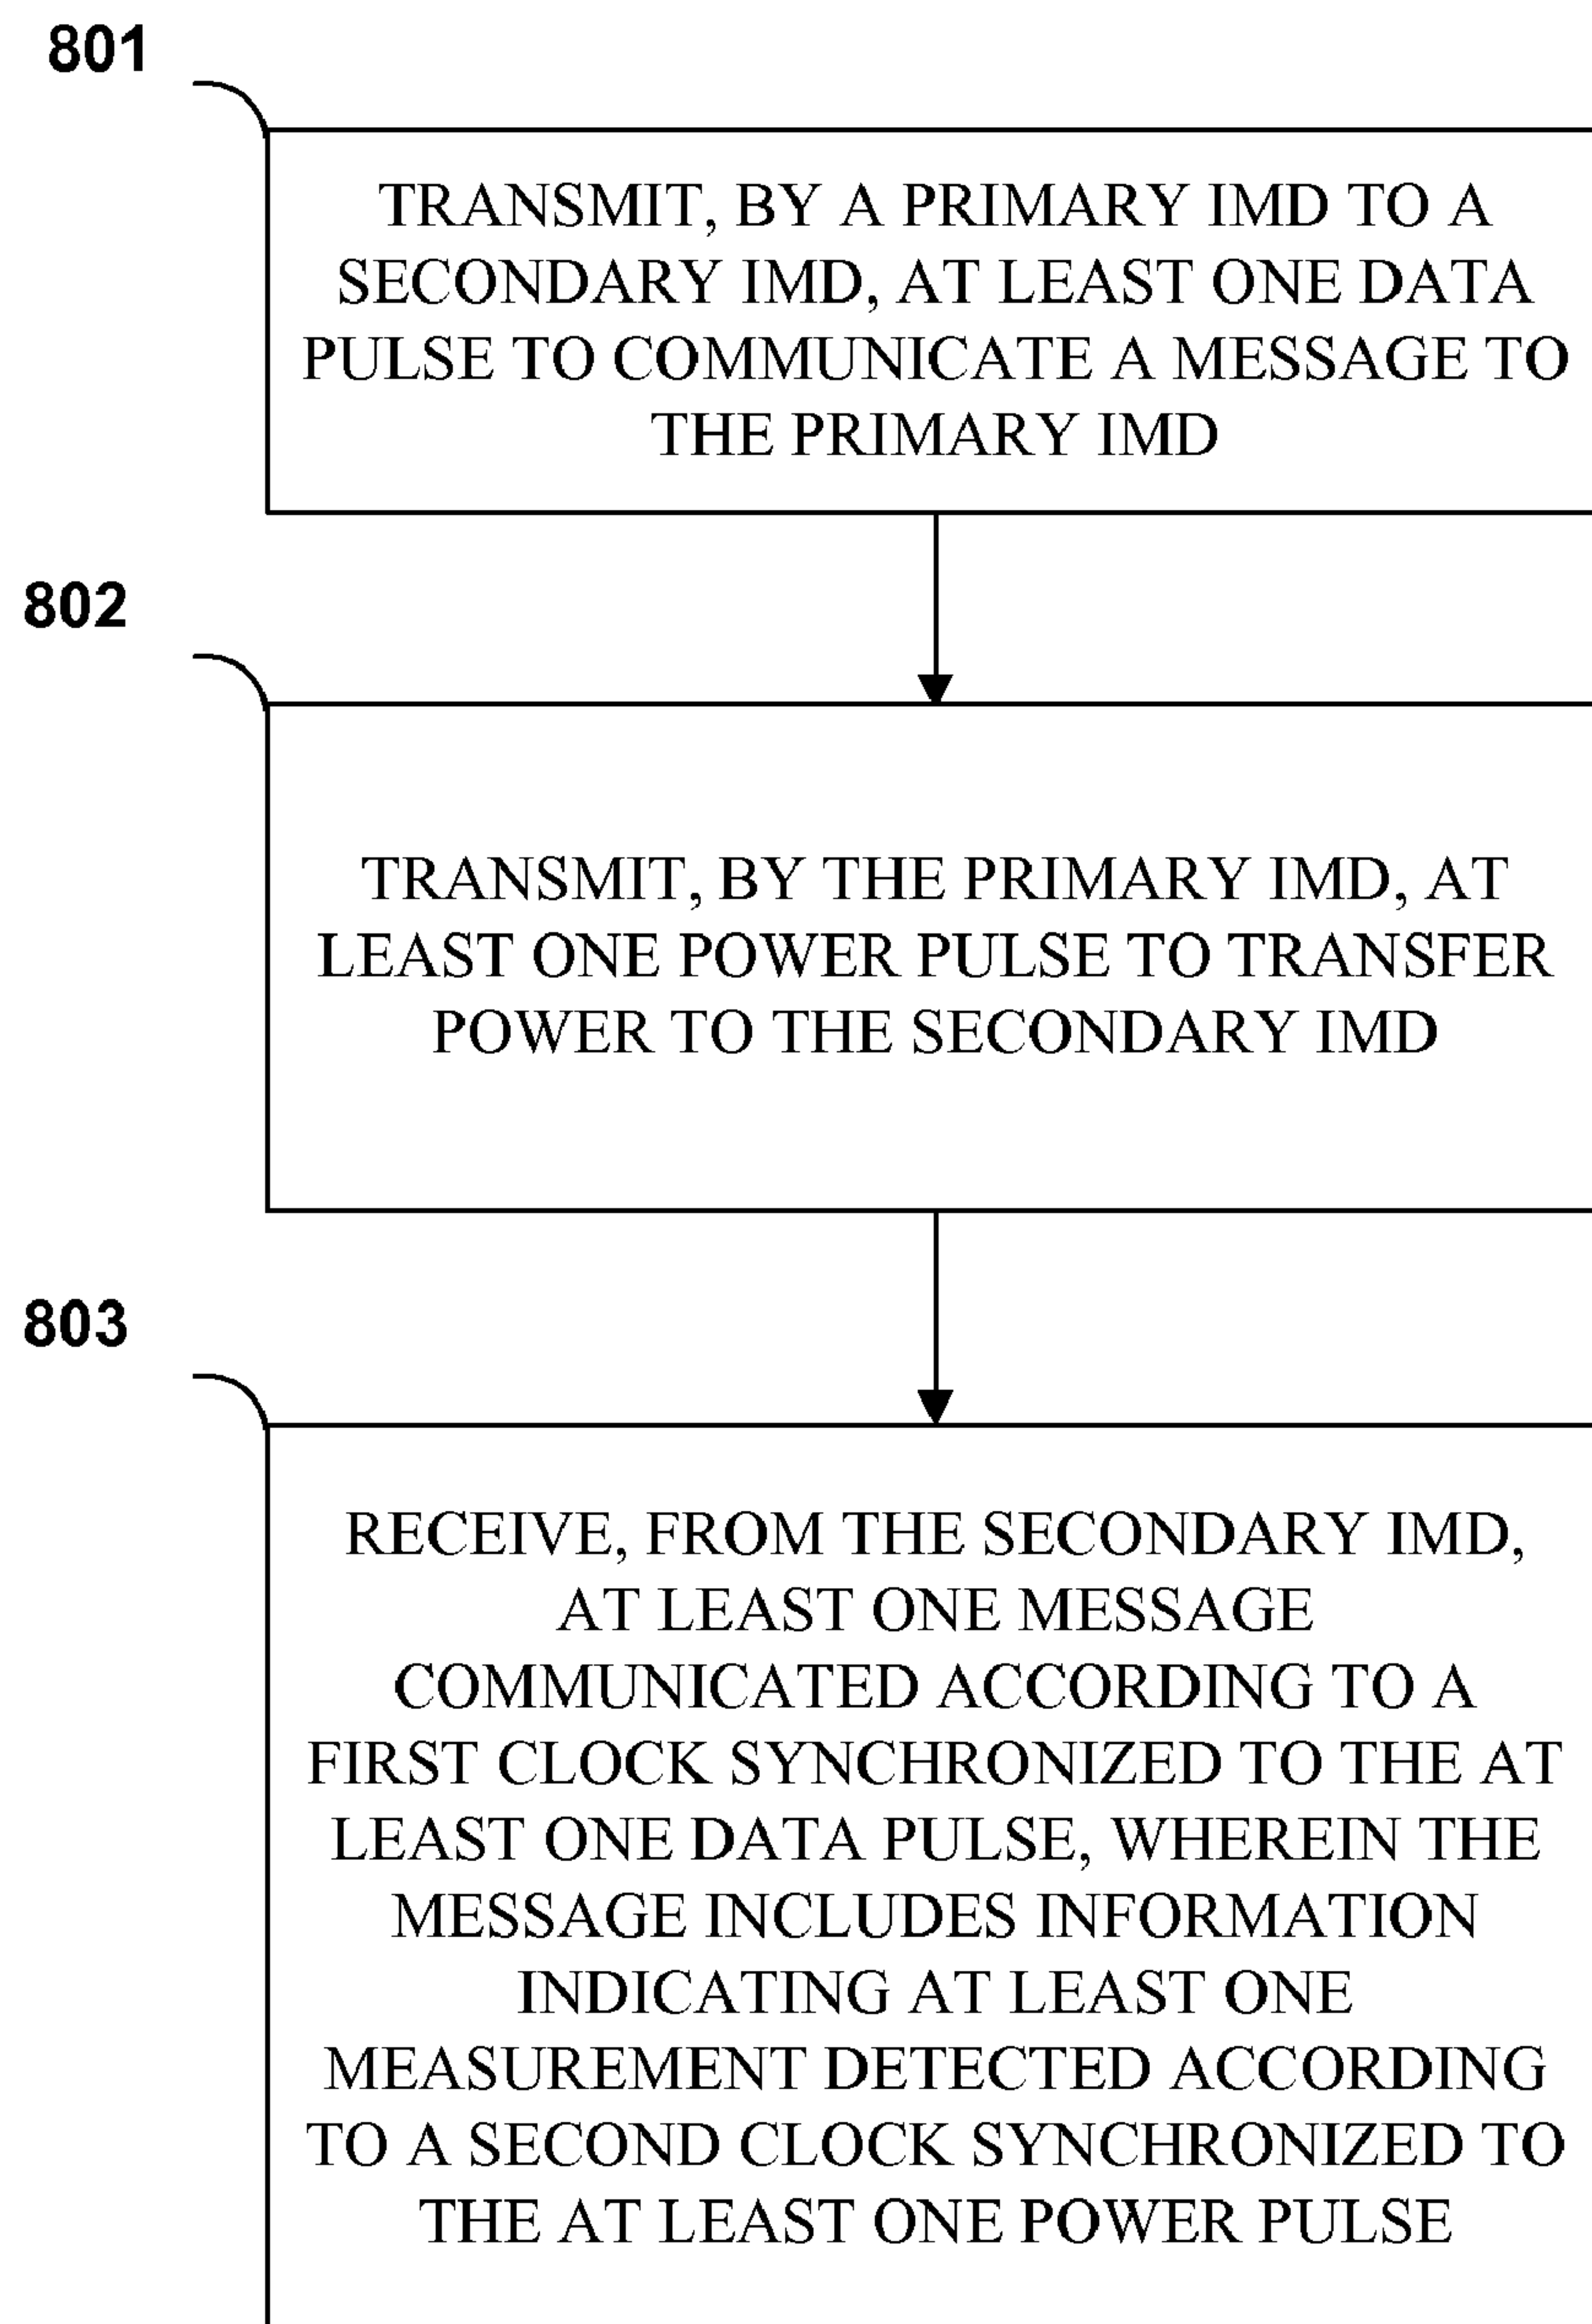 801
TRANSMIT, BY A PRIMARY IMD TO A
SECONDARY IMD, AT LEAST ONE DATA
PULSE TO COMMUNICATE A MESSAGE TO
THE PRIMARY IMD
802
TRANSMIT, BY THE PRIMARY IMD, AT
LEAST ONE POWER PULSE TO TRANSFER
POWER TO THE SECONDARY IMD
803
RECEIVE, FROM THE SECONDARY IMD,
AT LEAST ONE MESSAGE
COMMUNICATED ACCORDING TO A
FIRST CLOCK SYNCHRONIZED TO THE AT
LEAST ONE DATA PULSE, WHEREIN THE
MESSAGE INCLUDES INFORMATION
INDICATING AT LEAST ONE
MEASUREMENT DETECTED ACCORDING
TO A SECOND CLOCK SYNCHRONIZED TO
THE AT LEAST ONE POWER PULSE